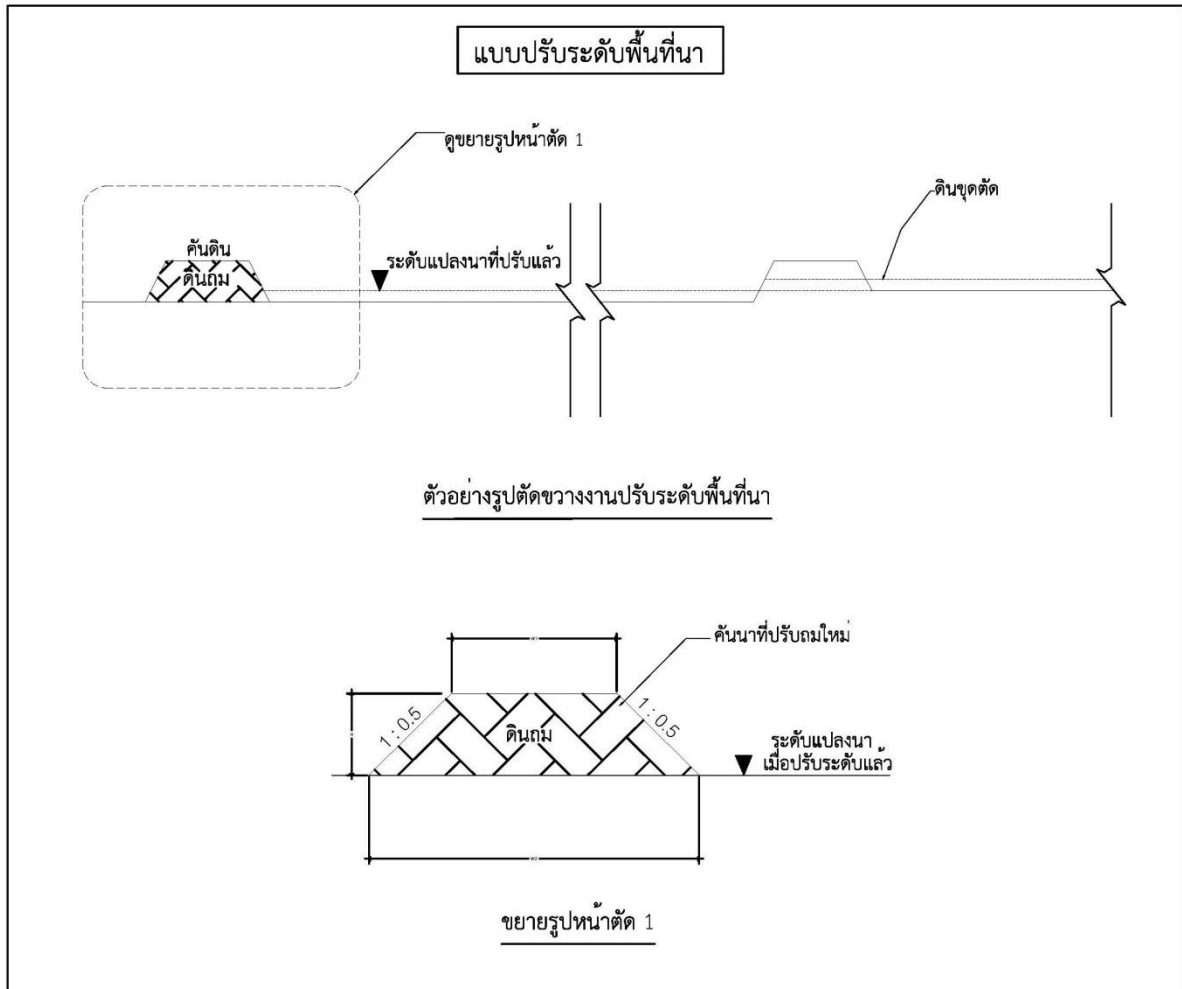 แบบปรับระดับพื้นที่นา
ดูขยายรูปหน้าตัด 1
ดินขุดตัด
คันดิน
ดินถม
ระดับแปลงนาที่ปรับแล้ว
ตัวอย่างรูปตัดขวางงานปรับระดับพื้นที่นา
W1
คันนาที่ปรับถมใหม่
1 : 0.5
1 : 0.5
ดินถม
ระดับแปลงนา
เมื่อปรับระดับแล้ว
W2
ขยายรูปหน้าตัด 1